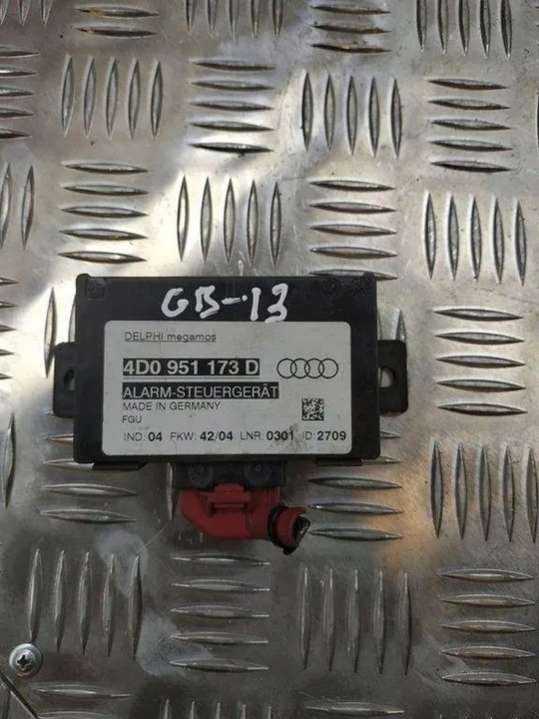 GB-13
DELPHI megamos
4D0 951 173 D
ALARM-STEUERGERÄT
MADE IN GERMANY
FGU
IND. 04 FKW. 42/04 LNR. 0301 ID 2709